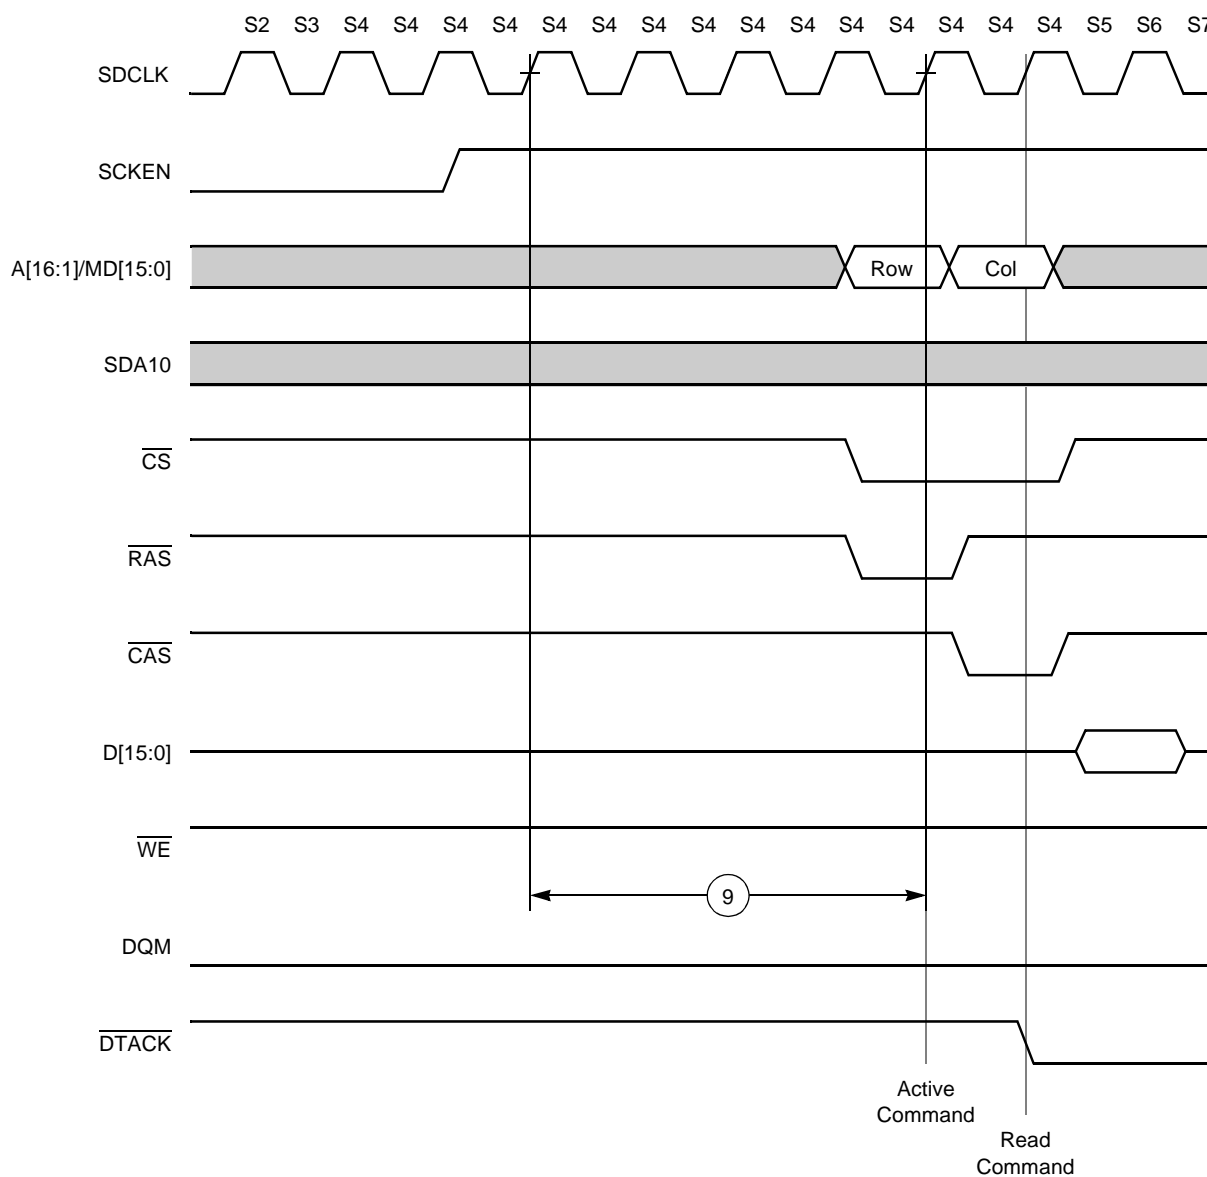 S2 S3 S4 S4 S4 S4 S4 S4 S4 S4 S4 S4 S4 S4 S4 S4 S4 S5 S6 S7
SDCLK
SCKEN
A[16:1]/MD[15:0] Row Col
SDA10
CS
RAS
CAS
D[15:0]
WE
9
DQM
DTACK
Active
Command
Read
Command